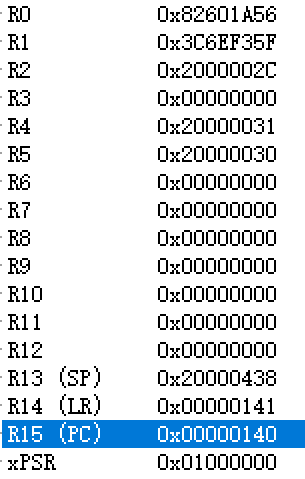 R0 0x82601A56
R1 0x3C6EF35F
R2 0x2000002C
R3 0x00000000
R4 0x20000031
R5 0x20000030
R6 0x00000000
R7 0x00000000
R8 0x00000000
R9 0x00000000
R10 0x00000000
R11 0x00000000
R12 0x00000000
R13 (SP) 0x20000438
R14 (LR) 0x00000141
R15 (PC) 0x00000140
xPSR 0x01000000